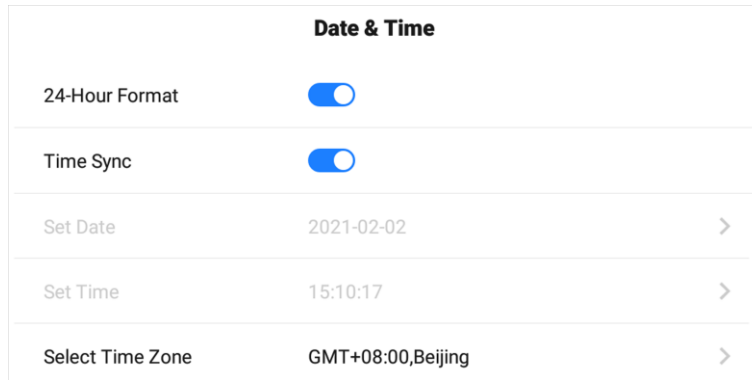 Date & Time
24-Hour Format
Time Sync
Set Date 2021-02-02
Set Time 15:10:17
Select Time Zone GMT+08:00,Beijing